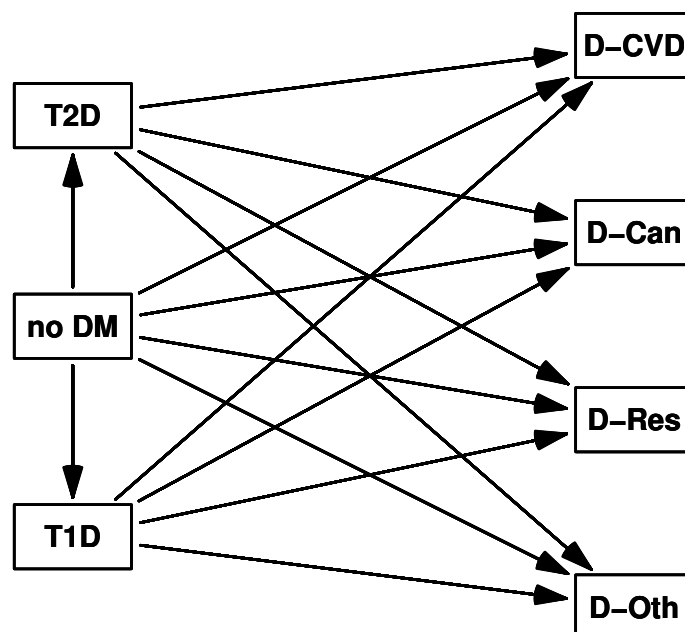 D–CVD
T2D
D–Can
no DM
D–Res
T1D
D–Oth